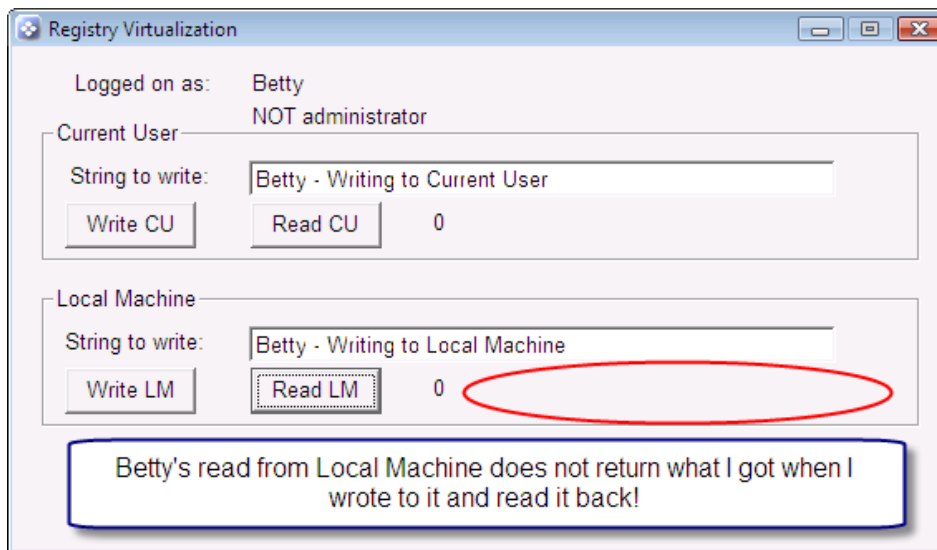 Registry Virtualization
Logged on as: Betty
NOT administrator
Current User
String to write: Betty - Writing to Current User
Write CU Read CU 0
Local Machine
String to write: Betty - Writing to Local Machine
Write LM Read LM 0
Betty's read from Local Machine does not return what I got when I
wrote to it and read it back!